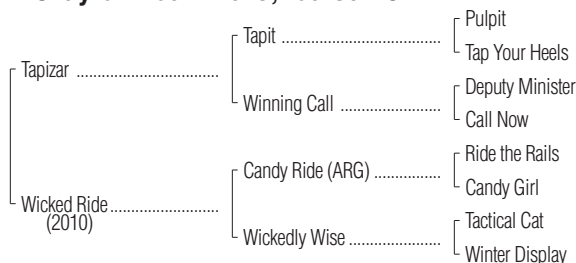 Pulpit
Tapit
Tap Your Heels
Tapizar
Deputy Minister
Winning Call
Call Now
Ride the Rails
Candy Ride (ARG)
Candy Girl
Wicked Ride
(2010)
Tactical Cat
Wickedly Wise
Winter Display